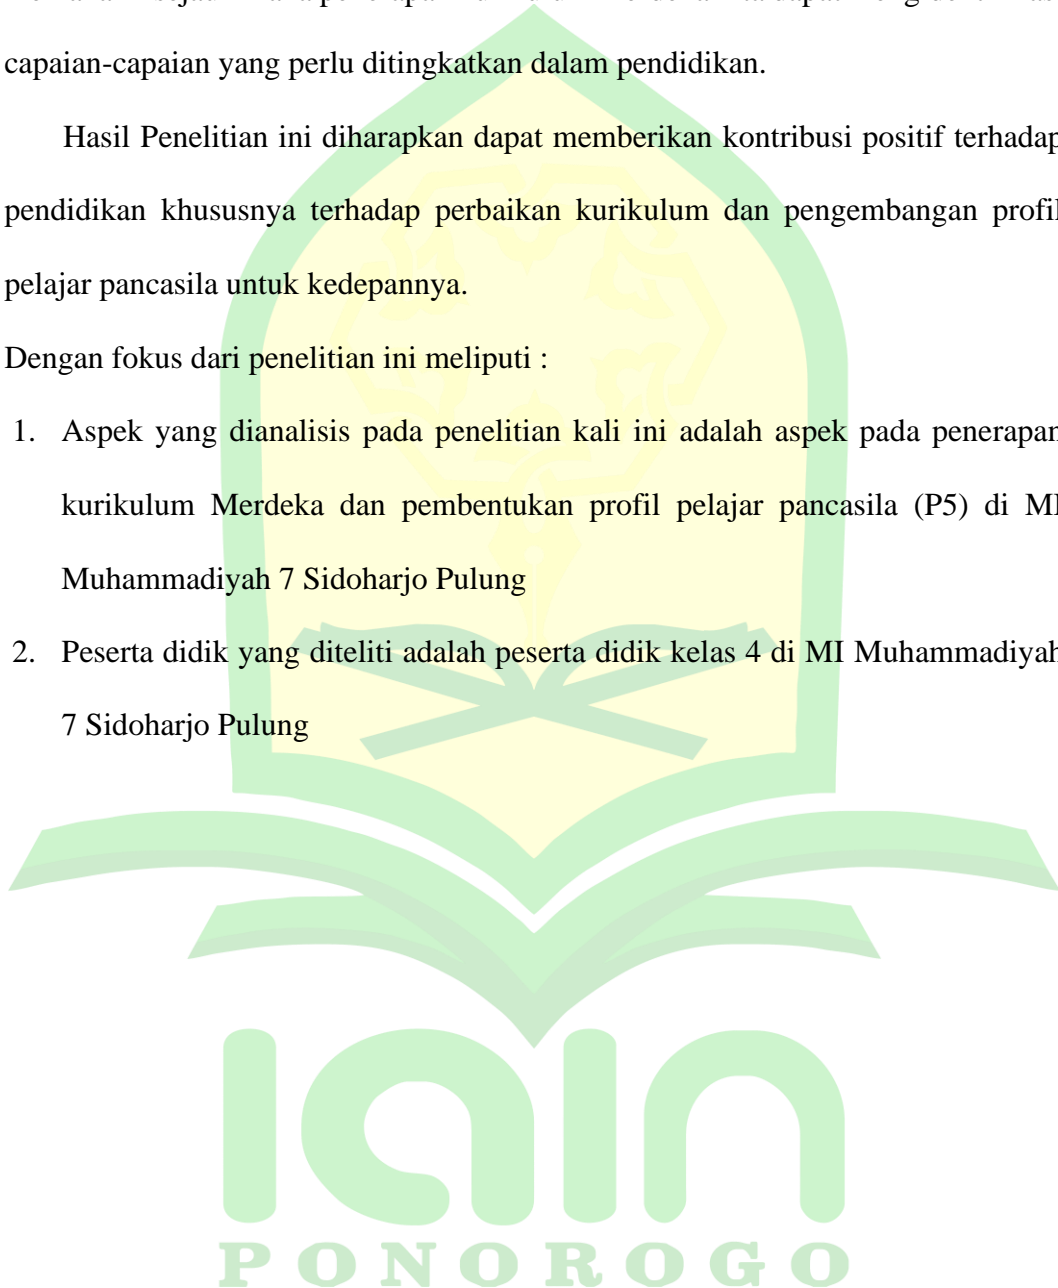 capaian-capaian yang perlu ditingkatkan dalam pendidikan.
Hasil Penelitian ini diharapkan dapat memberikan kontribusi positif terhadap
pendidikan khususnya terhadap perbaikan kurikulum dan pengembangan profil
pelajar pancasila untuk kedepannya.
Dengan fokus dari penelitian ini meliputi :
1. Aspek yang dianalisis pada penelitian kali ini adalah aspek pada penerapan
kurikulum Merdeka dan pembentukan profil pelajar pancasila (P5) di MI
Muhammadiyah 7 Sidoharjo Pulung
2. Peserta didik yang diteliti adalah peserta didik kelas 4 di MI Muhammadiyah
7 Sidoharjo Pulung
iain
PONOROGO